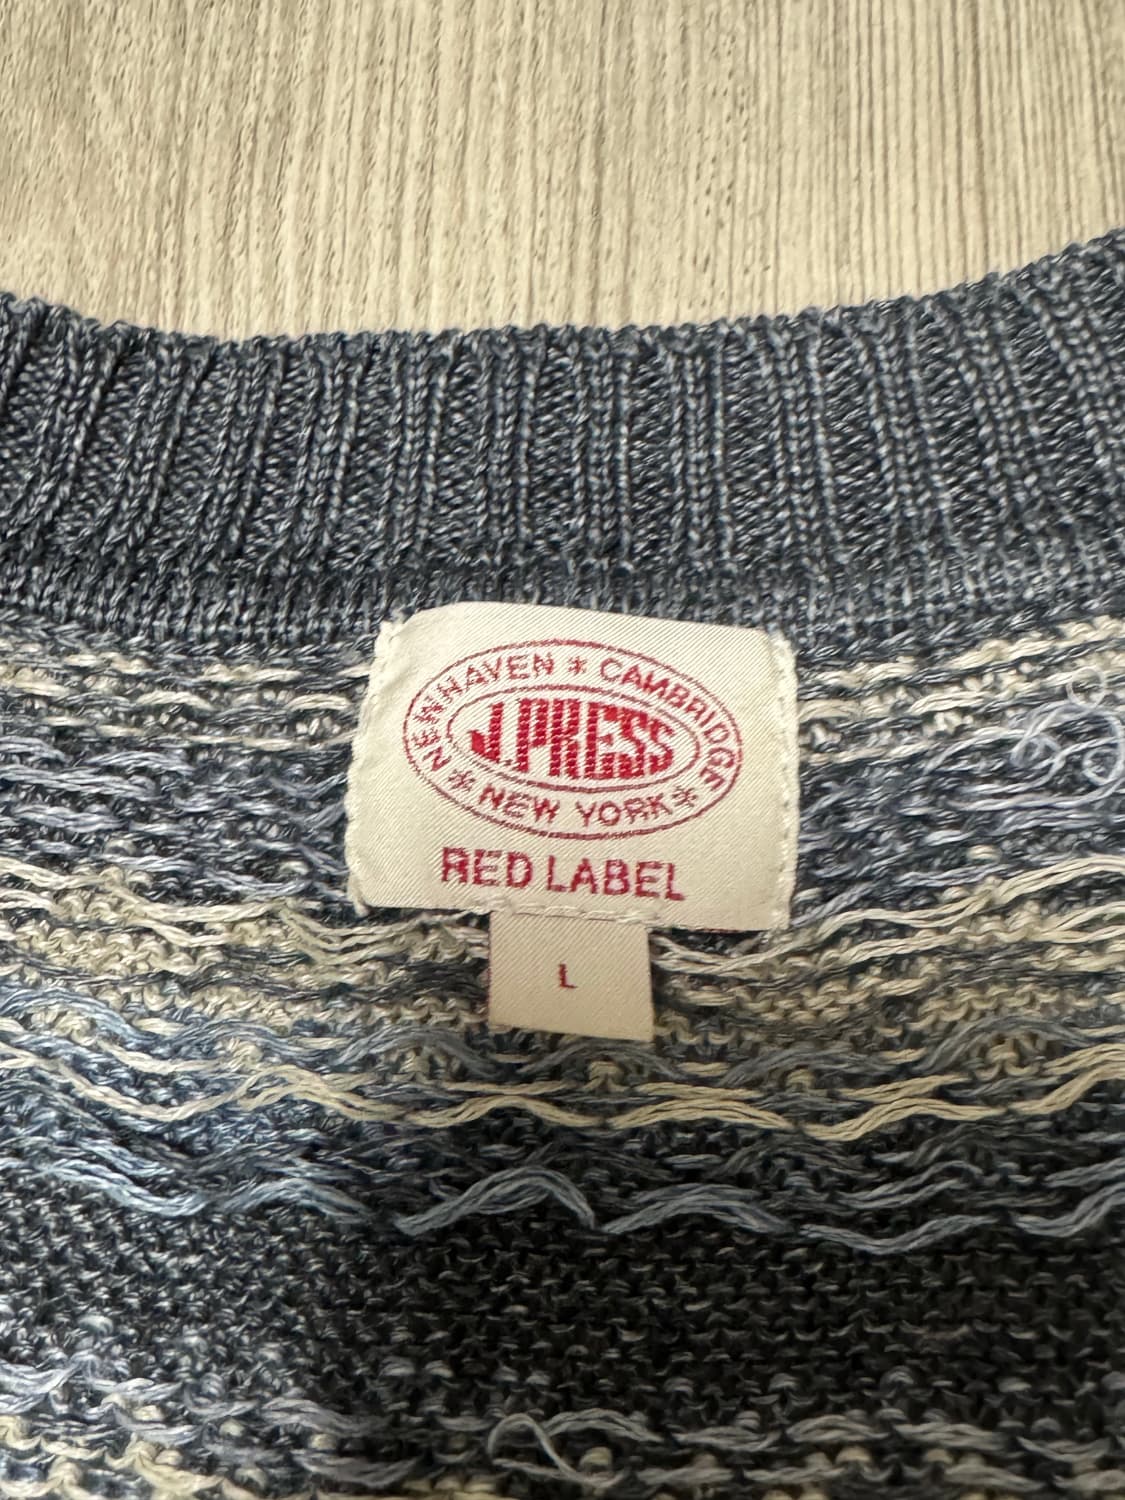 NEW HAVEN * CAMBRIDGE
J.PRESS
* NEW YORK *
RED LABEL
L